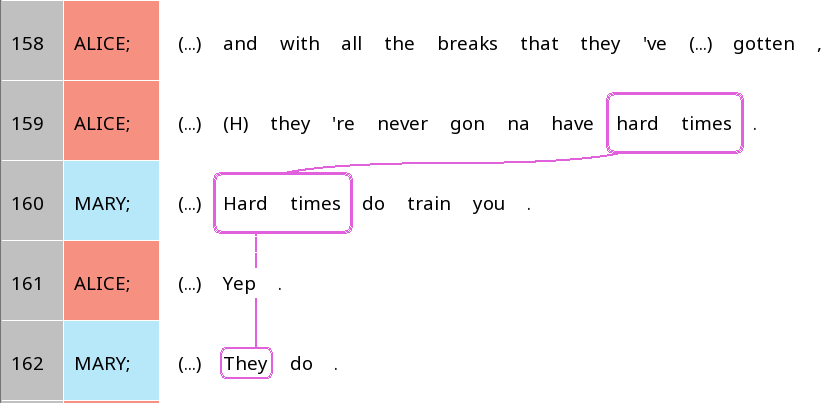 158 ALICE; (...) and with all the breaks that they 've (...) gotten ,
159 ALICE; (...) (H) they 're never gon na have hard times .
160 MARY; (...) Hard times do train you .
161 ALICE; (...) Yep .
162 MARY; (...) They do .